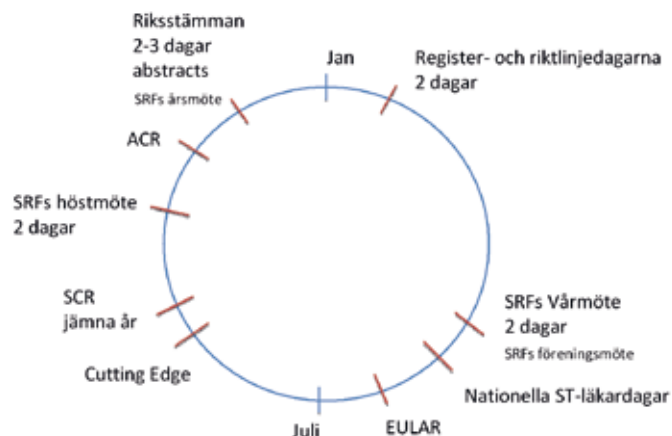 Riksstämman
2-3 dagar
abstracts
SRFs årsmöte
Jan
Register- och riktlinjedagarna
2 dagar
ACR
SRFs höstmöte
2 dagar
SCR
jämna år
Cutting Edge
SRFs Vårmöte
2 dagar
SRFs föreningsmöte
Nationella ST-läkardagar
EULAR
Juli